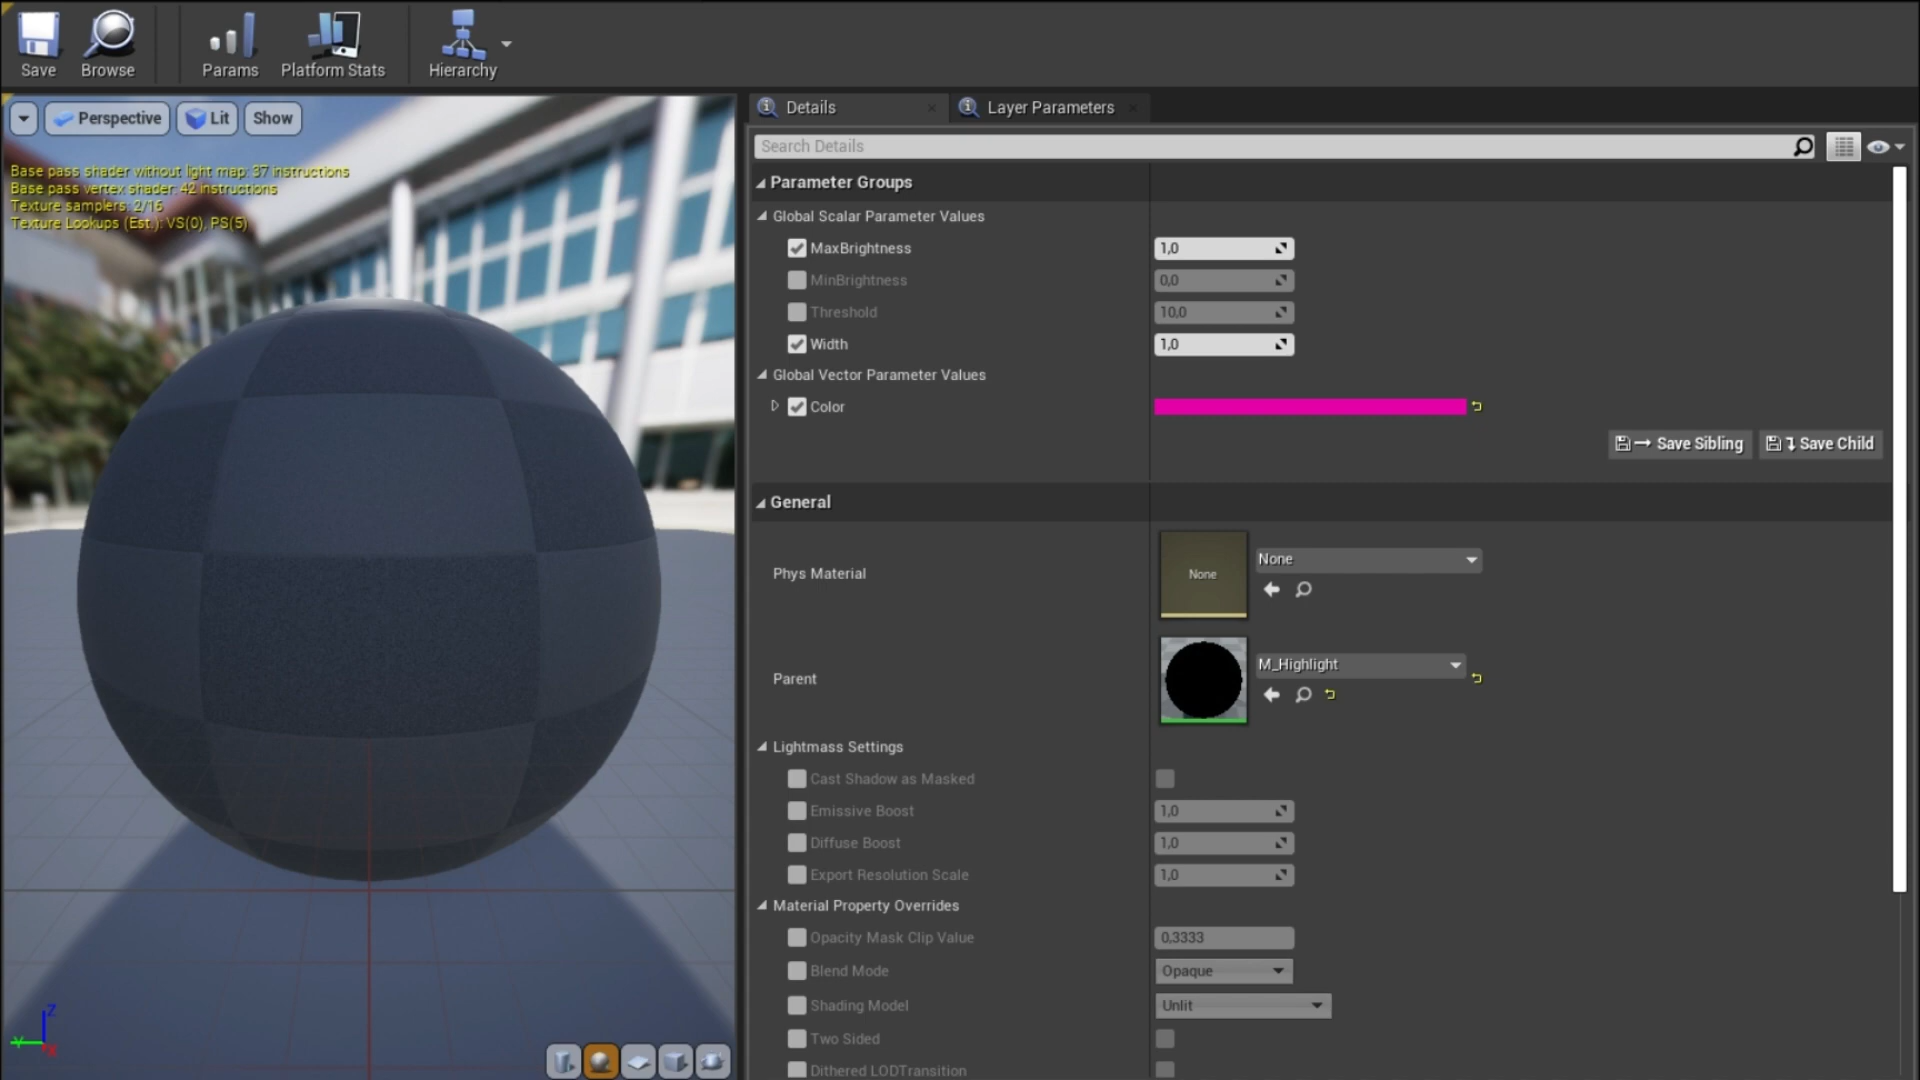 Save
Browse
Params
Platform Stats
Hierarchy
Perspective
Lit
Show
Base pass shader without light map: 37 instructions
Base pass vertex shader: 42 instructions
Texture samplers: 2/16
Texture Lookups (Est.): VS(0), PS(5)
Z
Y
X
Details
Layer Parameters
Search Details
Parameter Groups
Global Scalar Parameter Values
MaxBrightness 1,0
MinBrightness 0,0
Threshold 10,0
Width 1,0
Global Vector Parameter Values
Color
Save Sibling
Save Child
General
Phys Material None None
Parent M_Highlight
Lightmass Settings
Cast Shadow as Masked
Emissive Boost 1,0
Diffuse Boost 1,0
Export Resolution Scale 1,0
Material Property Overrides
Opacity Mask Clip Value 0,3333
Blend Mode Opaque
Shading Model Unlit
Two Sided
Dithered LODTransition